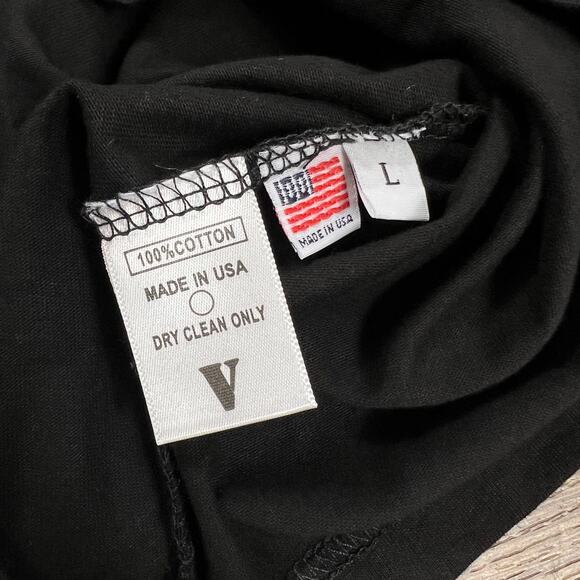 100%COTTON
MADE IN USA
DRY CLEAN ONLY
V
MADE IN USA
L